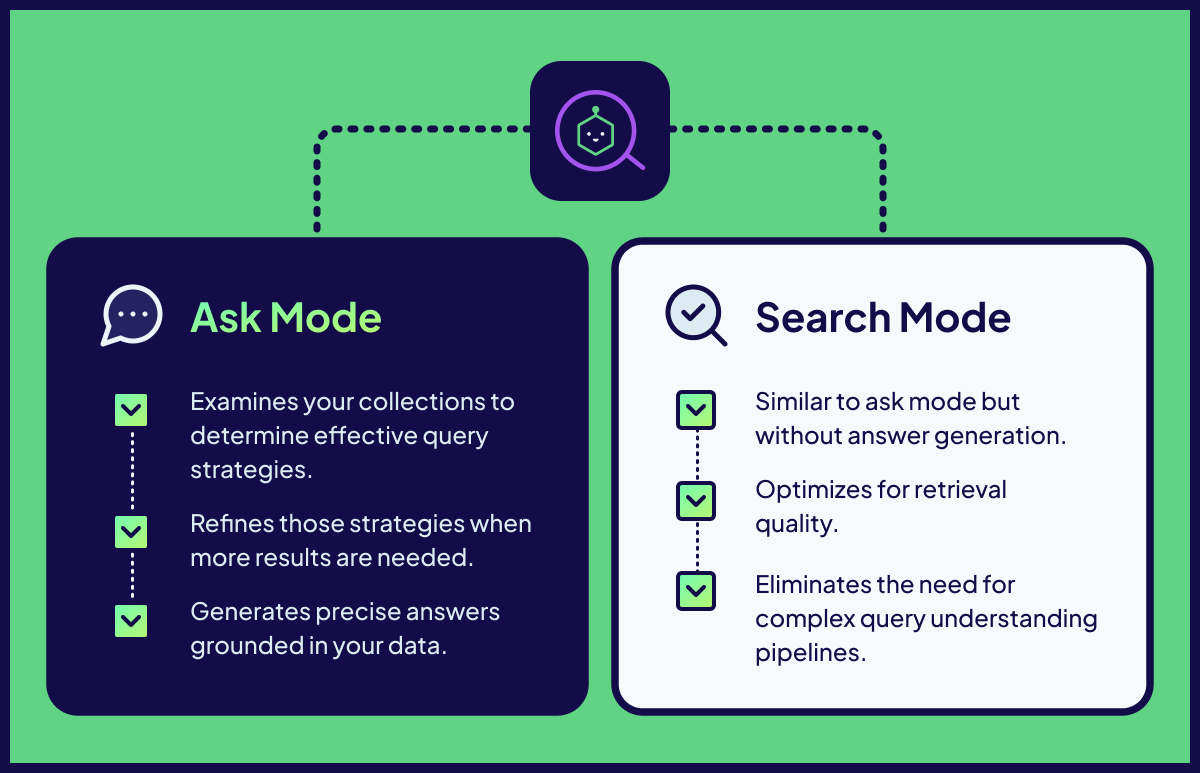 Ask Mode
Examines your collections to
determine effective query
strategies.
Refines those strategies when
more results are needed.
Generates precise answers
grounded in your data.
Search Mode
Similar to ask mode but
without answer generation.
Optimizes for retrieval
quality.
Eliminates the need for
complex query understanding
pipelines.